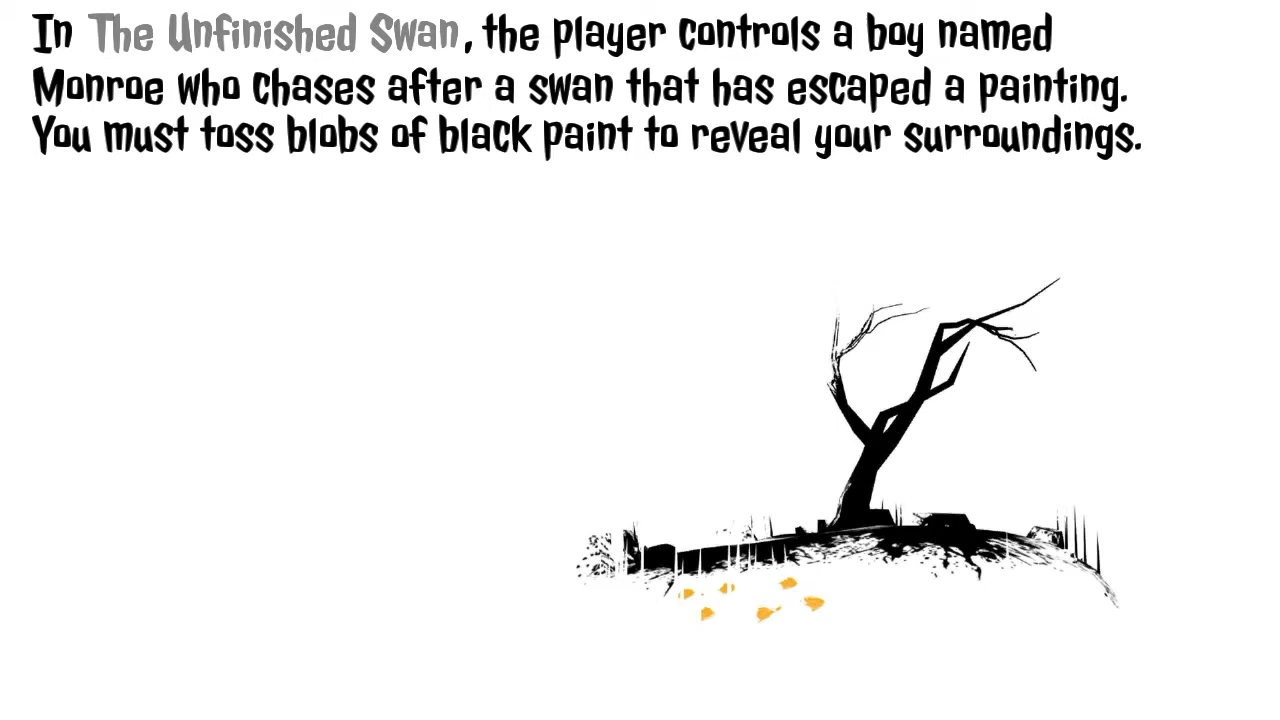 In The Unfinished Swan, the player controls a boy named
Monroe who chases after a swan that has escaped a painting.
You must toss blobs of black paint to reveal your surroundings.